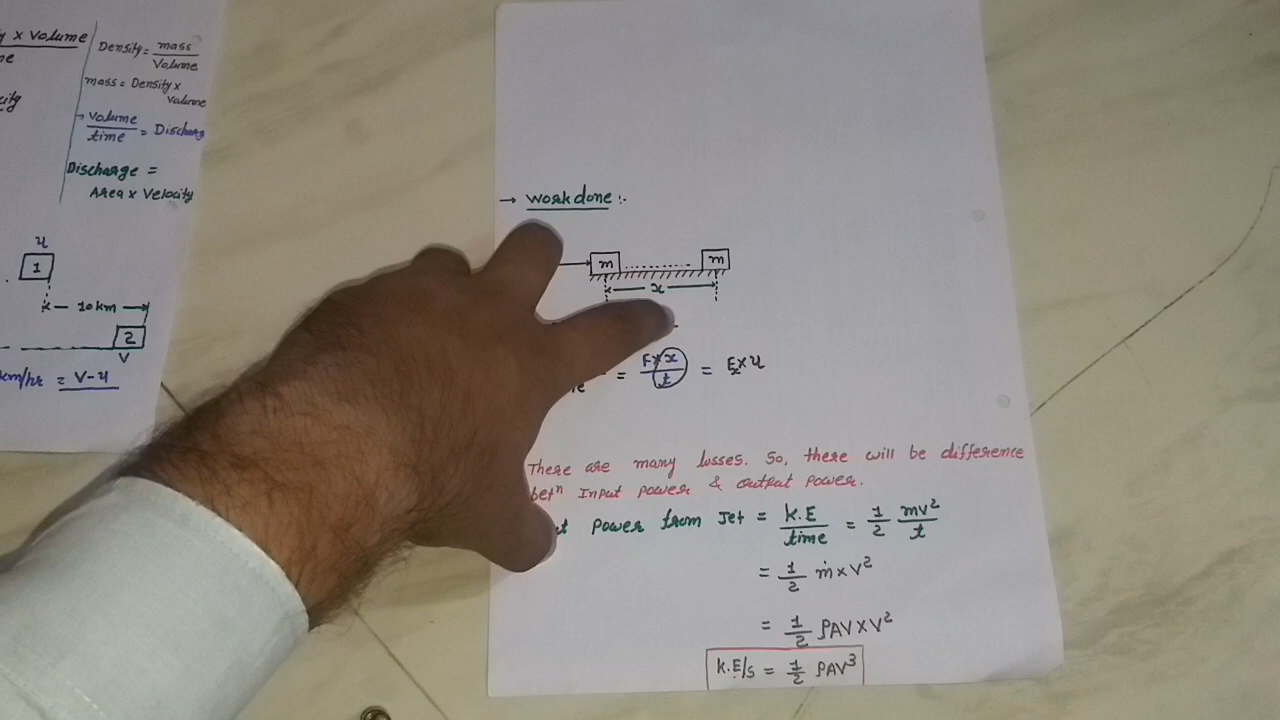 x Volume
Density = mass / Volume
mass = Density x Volume
→ Volume / time = Discharg
Discharge =
Area x Velocity
u
1
10 km
2
V
km/hr = V-u
→ Workdone :-
m ........ m
x
= F x x / t = Fx x u
There are many losses. So, there will be difference
betⁿ Input power & output power.
Power from Jet = K.E / time = 1/2 mv² / t
= 1/2 ṁ x V²
= 1/2 ρAV x V²
K.E/s = 1/2 ρAV³